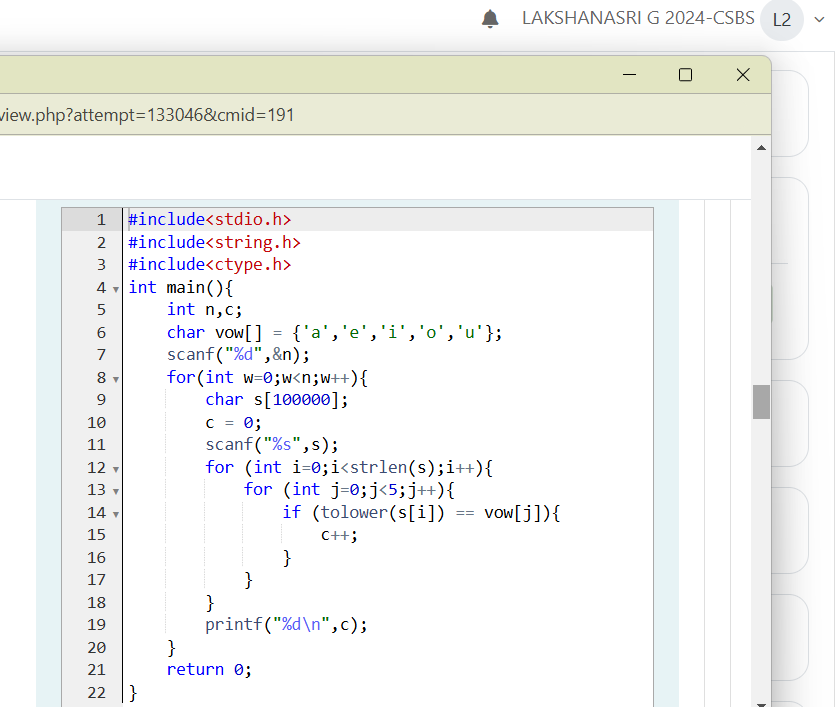 LAKSHANASRI G 2024-CSBS L2
view.php?attempt=133046&cmid=191
1 #include<stdio.h>
2 #include<string.h>
3 #include<ctype.h>
4 int main(){
5     int n,c;
6     char vow[] = {'a','e','i','o','u'};
7     scanf("%d",&n);
8     for(int w=0;w<n;w++){
9         char s[100000];
10         c = 0;
11         scanf("%s",s);
12         for (int i=0;i<strlen(s);i++){
13             for (int j=0;j<5;j++){
14                 if (tolower(s[i]) == vow[j]){
15                     c++;
16                 }
17             }
18         }
19         printf("%d\n",c);
20     }
21     return 0;
22 }